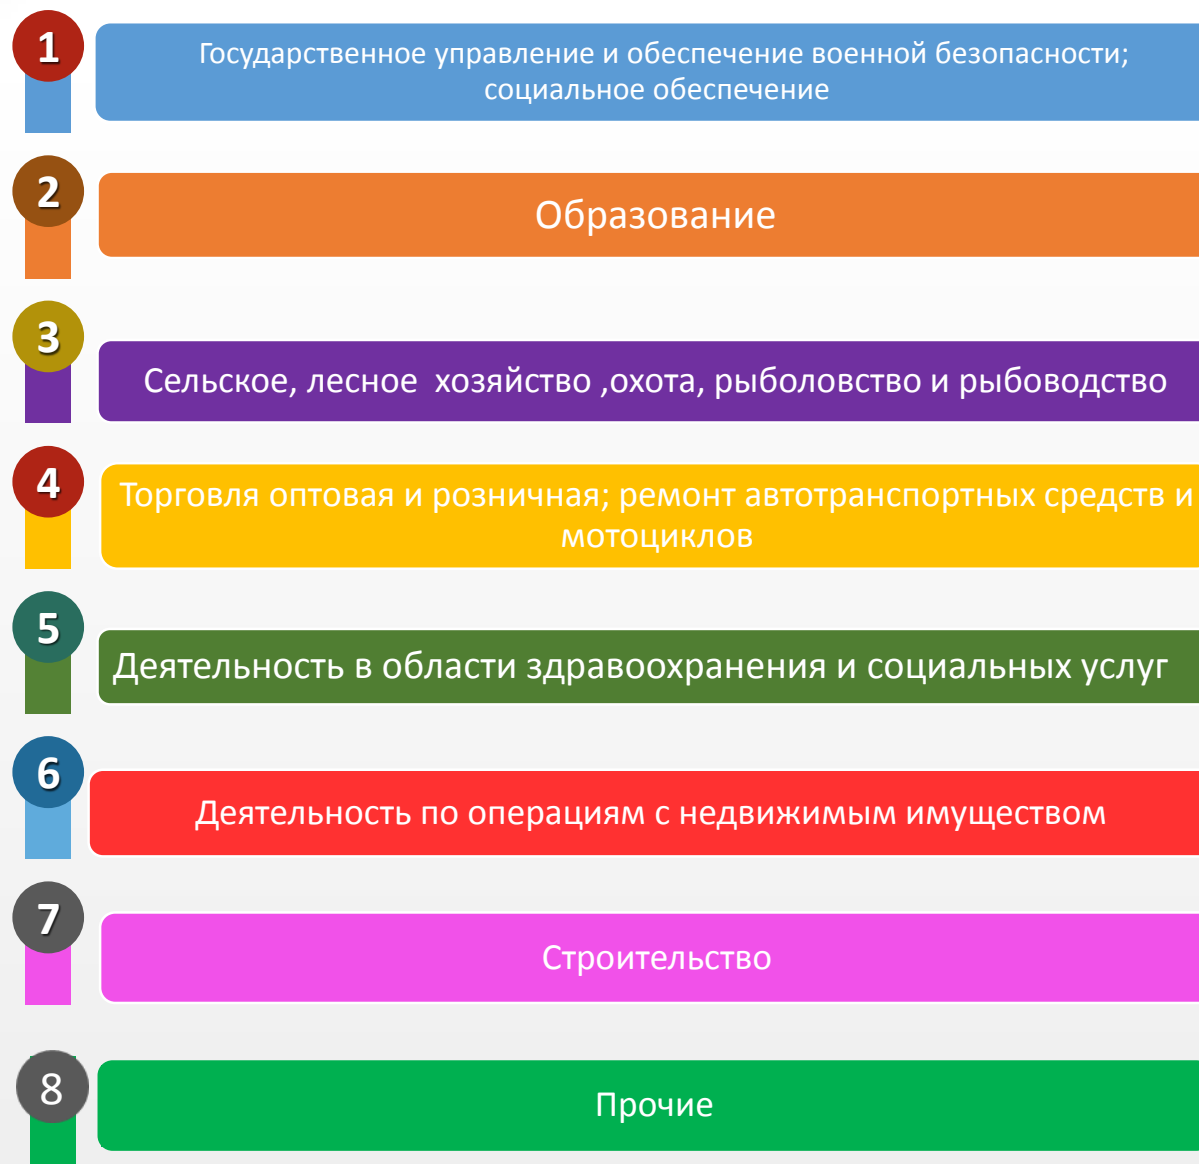 1
Государственное управление и обеспечение военной безопасности;
социальное обеспечение
2
Образование
3
Сельское, лесное  хозяйство ,охота, рыболовство и рыбоводство
4
Торговля оптовая и розничная; ремонт автотранспортных средств и
мотоциклов
5
Деятельность в области здравоохранения и социальных услуг
6
Деятельность по операциям с недвижимым имуществом
7
Строительство
8
Прочие